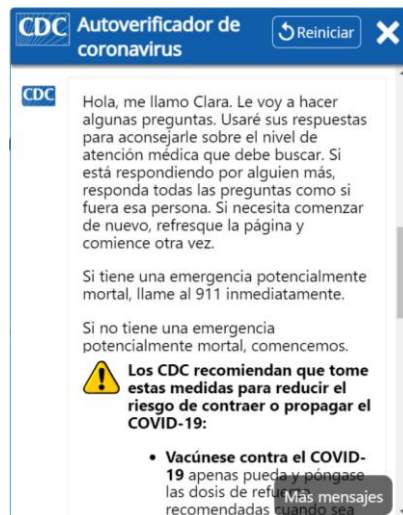 CDC Autoverificador de
coronavirus
Reiniciar
CDC
Hola, me llamo Clara. Le voy a hacer
algunas preguntas. Usaré sus respuestas
para aconsejarle sobre el nivel de
atención médica que debe buscar. Si
está respondiendo por alguien más,
responda todas las preguntas como si
fuera esa persona. Si necesita comenzar
de nuevo, refresque la página y
comience otra vez.
Si tiene una emergencia potencialmente
mortal, llame al 911 inmediatamente.
Si no tiene una emergencia
potencialmente mortal, comencemos.
Los CDC recomiendan que tome
estas medidas para reducir el
riesgo de contraer o propagar el
COVID-19:
• Vacúnese contra el COVID-
19 apenas pueda y póngase
las dosis de refuerzo
recomendadas cuando sea
Más mensajes